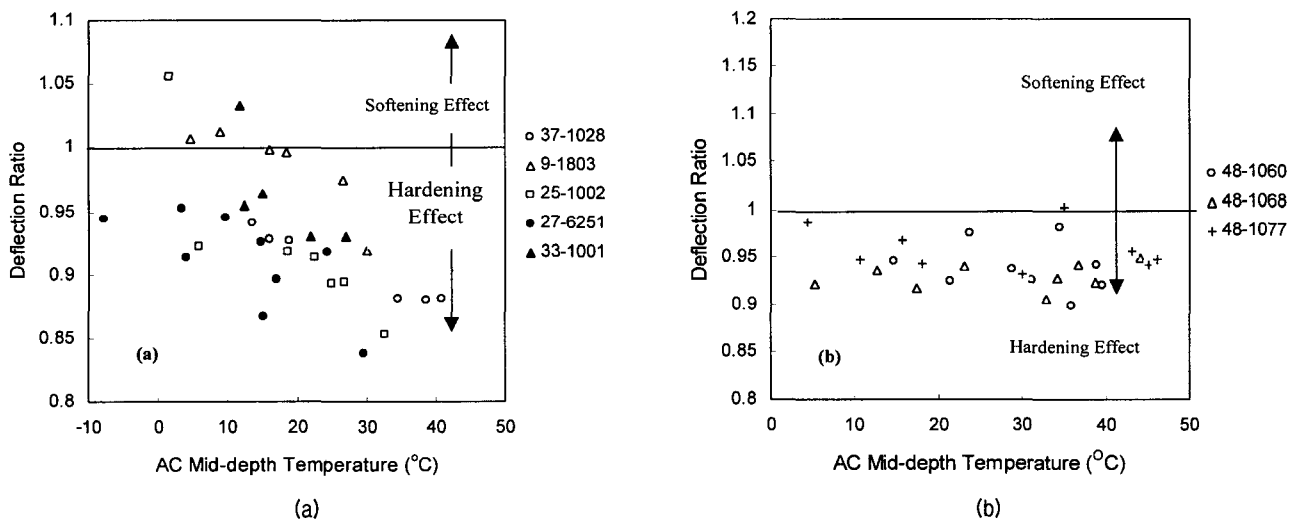 1.1
1.05
1
0.95
0.9
0.85
0.8
Deflection Ratio
Softening Effect
Hardening
Effect
(a)
-10 0 10 20 30 40 50
AC Mid-depth Temperature (°C)
37-1028
9-1803
25-1002
27-6251
33-1001
(a)
1.2
1.15
1.1
1.05
1
0.95
0.9
0.85
0.8
Deflection Ratio
Softening Effect
Hardening Effect
(b)
0 10 20 30 40 50
AC Mid-depth Temperature (°C)
48-1060
48-1068
48-1077
(b)